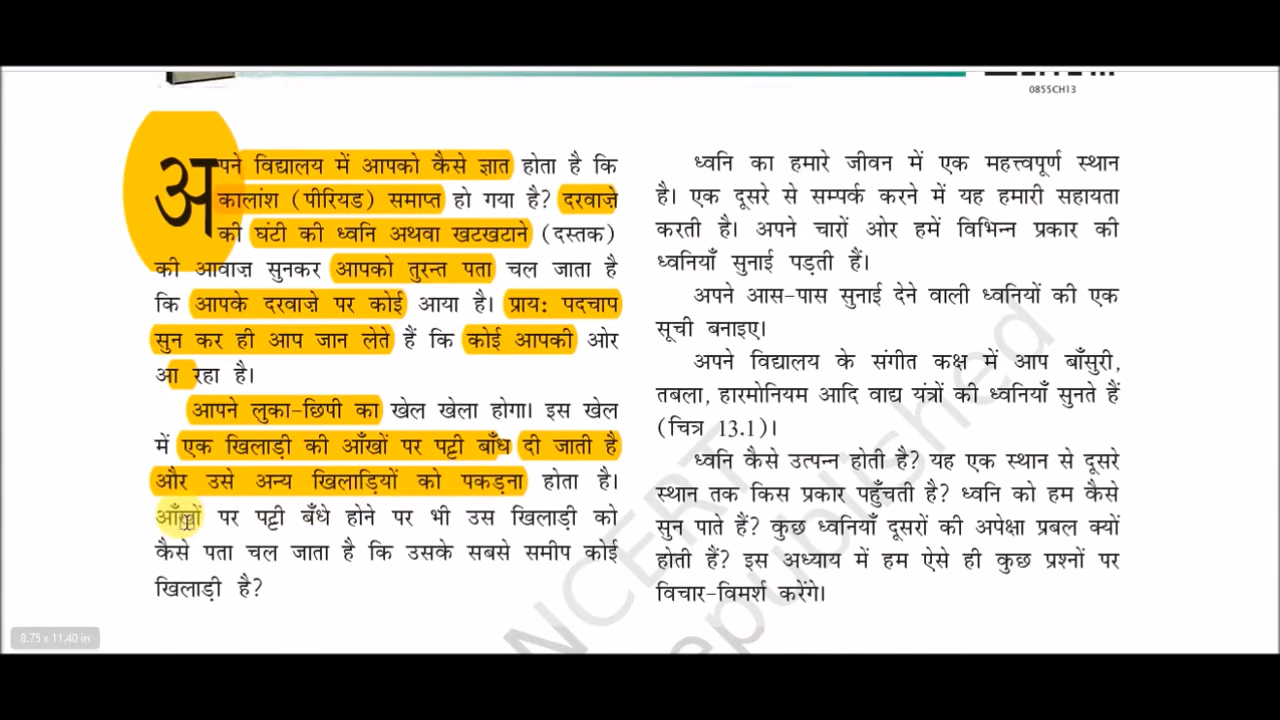 0855CH13
अपने विद्यालय में आपको कैसे ज्ञात होता है कि
कालांश (पीरियड) समाप्त हो गया है? दरवाज़े
की घंटी की ध्वनि अथवा खटखटाने (दस्तक)
की आवाज़ सुनकर आपको तुरन्त पता चल जाता है
कि आपके दरवाज़े पर कोई आया है। प्राय: पदचाप
सुन कर ही आप जान लेते हैं कि कोई आपकी ओर
आ रहा है।
आपने लुका-छिपी का खेल खेला होगा। इस खेल
में एक खिलाड़ी की आँखों पर पट्टी बाँध दी जाती है
और उसे अन्य खिलाड़ियों को पकड़ना होता है।
आँखों पर पट्टी बँधे होने पर भी उस खिलाड़ी को
कैसे पता चल जाता है कि उसके सबसे समीप कोई
खिलाड़ी है?
ध्वनि का हमारे जीवन में एक महत्त्वपूर्ण स्थान
है। एक दूसरे से सम्पर्क करने में यह हमारी सहायता
करती है। अपने चारों ओर हमें विभिन्न प्रकार की
ध्वनियाँ सुनाई पड़ती हैं।
अपने आस-पास सुनाई देने वाली ध्वनियों की एक
सूची बनाइए।
अपने विद्यालय के संगीत कक्ष में आप बाँसुरी,
तबला, हारमोनियम आदि वाद्य यंत्रों की ध्वनियाँ सुनते हैं
(चित्र 13.1)।
ध्वनि कैसे उत्पन्न होती है? यह एक स्थान से दूसरे
स्थान तक किस प्रकार पहुँचती है? ध्वनि को हम कैसे
सुन पाते हैं? कुछ ध्वनियाँ दूसरों की अपेक्षा प्रबल क्यों
होती हैं? इस अध्याय में हम ऐसे ही कुछ प्रश्नों पर
विचार-विमर्श करेंगे।
NCERT
republished
8.75 x 11.40 in